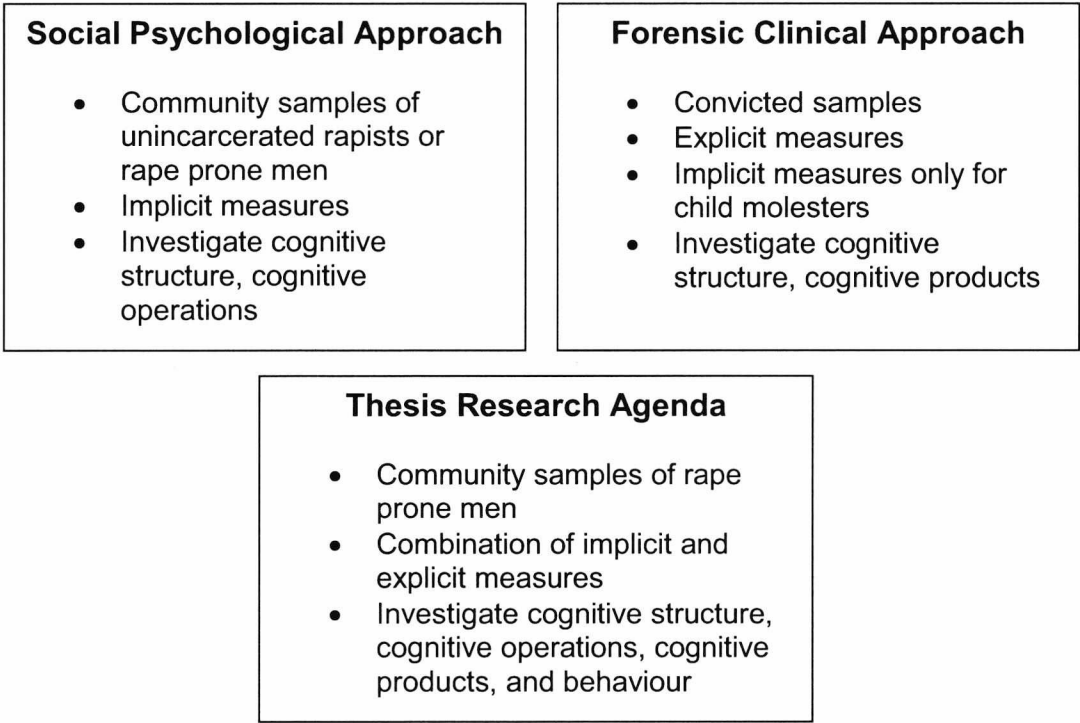 Social Psychological Approach
• Community samples of
unincarcerated rapists or
rape prone men
• Implicit measures
• Investigate cognitive
structure, cognitive
operations
Forensic Clinical Approach
• Convicted samples
• Explicit measures
• Implicit measures only for
child molesters
• Investigate cognitive
structure, cognitive products
Thesis Research Agenda
• Community samples of rape
prone men
• Combination of implicit and
explicit measures
• Investigate cognitive structure,
cognitive operations, cognitive
products, and behaviour